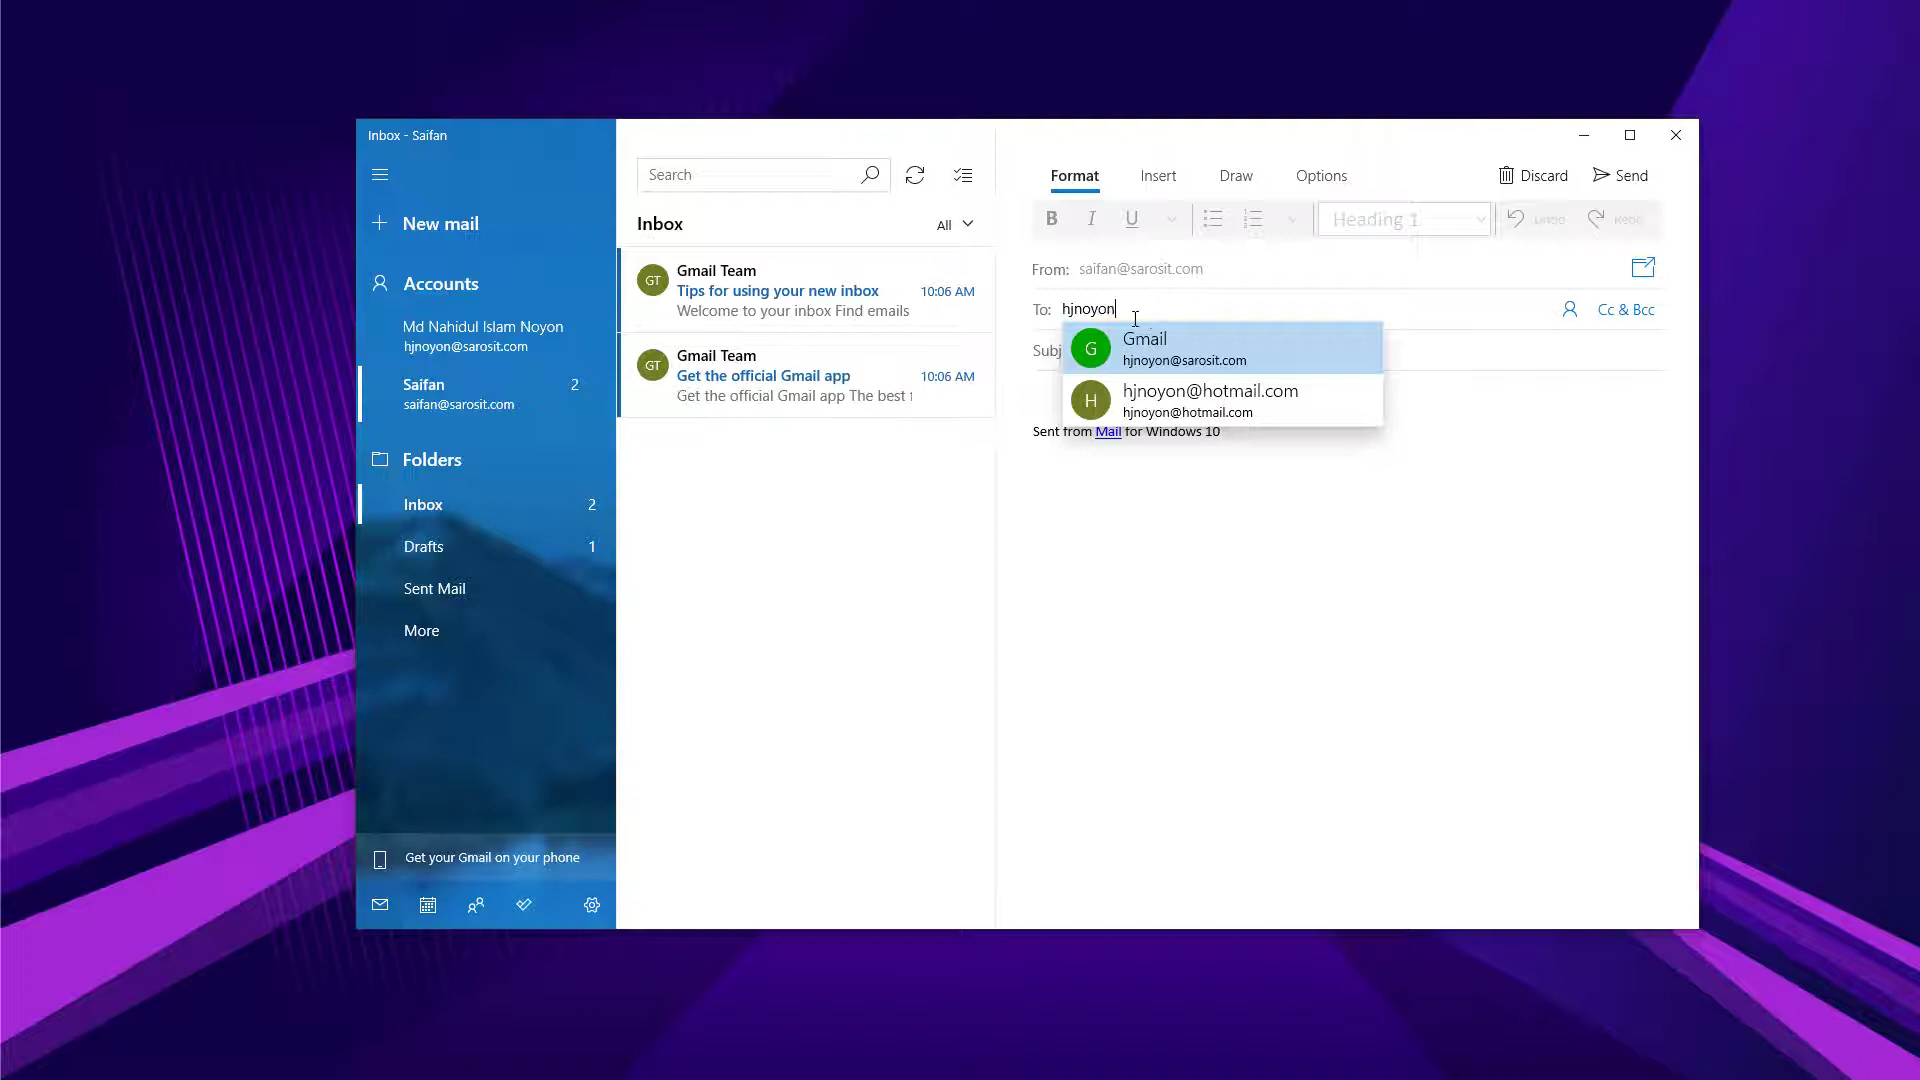 Inbox - Saifan
New mail
Accounts
Md Nahidul Islam Noyon
hjnoyon@sarosit.com
Saifan 2
saifan@sarosit.com
Folders
Inbox 2
Drafts 1
Sent Mail
More
Get your Gmail on your phone
Search
Inbox
All
GT
Gmail Team
Tips for using your new inbox 10:06 AM
Welcome to your inbox Find emails
GT
Gmail Team
Get the official Gmail app 10:06 AM
Get the official Gmail app The best
Format Insert Draw Options Discard Send
B I U Heading 1 Undo Redo
From: saifan@sarosit.com
To: hjnoyon Cc & Bcc
Subj
G
Gmail
hjnoyon@sarosit.com
H
hjnoyon@hotmail.com
hjnoyon@hotmail.com
Sent from Mail for Windows 10